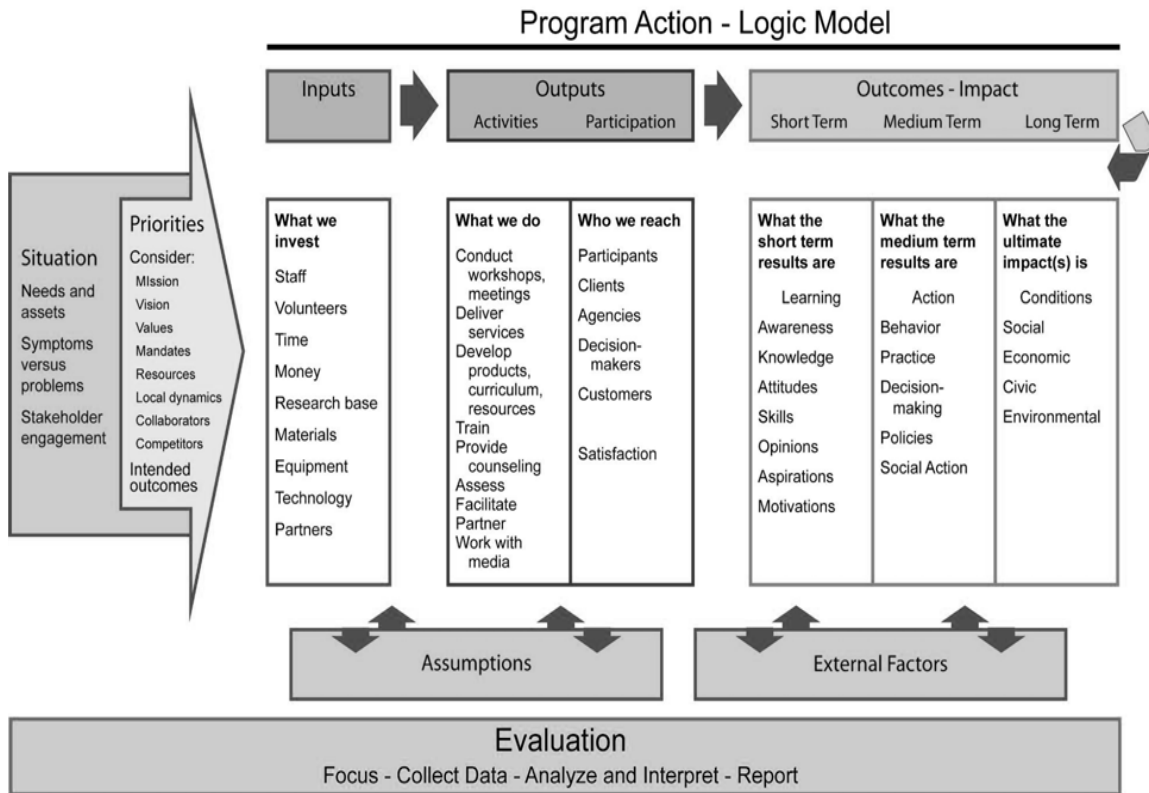 Program Action - Logic Model
Inputs
Outputs
Activities Participation
Outcomes - Impact
Short Term Medium Term Long Term
Situation
Needs and
assets
Symptoms
versus
problems
Stakeholder
engagement
Priorities
Consider:
MIssion
Vision
Values
Mandates
Resources
Local dynamics
Collaborators
Competitors
Intended
outcomes
What we
invest
Staff
Volunteers
Time
Money
Research base
Materials
Equipment
Technology
Partners
What we do
Conduct
workshops,
meetings
Deliver
services
Develop
products,
curriculum,
resources
Train
Provide
counseling
Assess
Facilitate
Partner
Work with
media
Who we reach
Participants
Clients
Agencies
Decision-
makers
Customers
Satisfaction
What the
short term
results are
Learning
Awareness
Knowledge
Attitudes
Skills
Opinions
Aspirations
Motivations
What the
medium term
results are
Action
Behavior
Practice
Decision-
making
Policies
Social Action
What the
ultimate
impact(s) is
Conditions
Social
Economic
Civic
Environmental
Assumptions
External Factors
Evaluation
Focus - Collect Data - Analyze and Interpret - Report